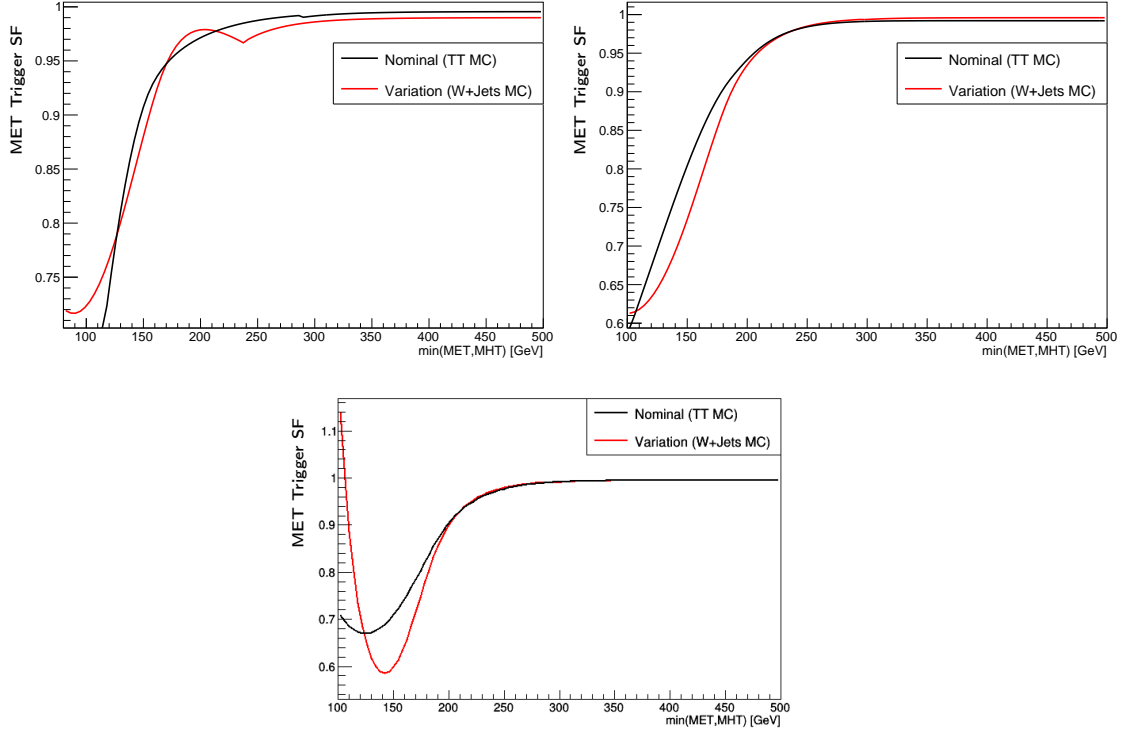 1
0.95
0.9
0.85
0.8
0.75
MET Trigger SF
Nominal (TT MC)
Variation (W+Jets MC)
100 150 200 250 300 350 400 450 500
min(MET,MHT) [GeV]
1
0.95
0.9
0.85
0.8
0.75
0.7
0.65
0.6
MET Trigger SF
Nominal (TT MC)
Variation (W+Jets MC)
100 150 200 250 300 350 400 450 500
min(MET,MHT) [GeV]
1.1
1
0.9
0.8
0.7
0.6
MET Trigger SF
Nominal (TT MC)
Variation (W+Jets MC)
100 150 200 250 300 350 400 450 500
min(MET,MHT) [GeV]